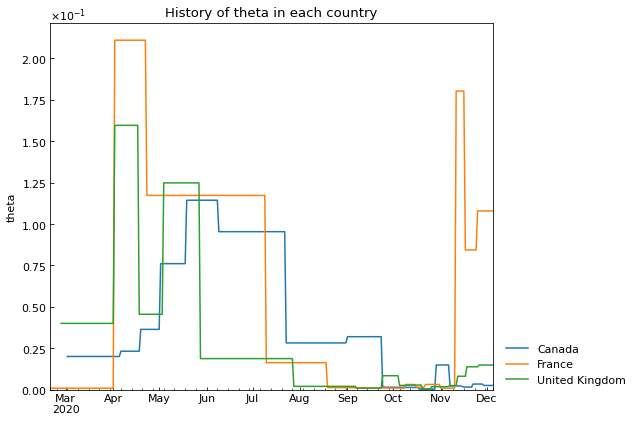 History of theta in each country
×10⁻¹
2.00
1.75
1.50
1.25
1.00
0.75
0.50
0.25
0.00
theta
Mar Apr May Jun Jul Aug Sep Oct Nov Dec
2020
Canada
France
United Kingdom